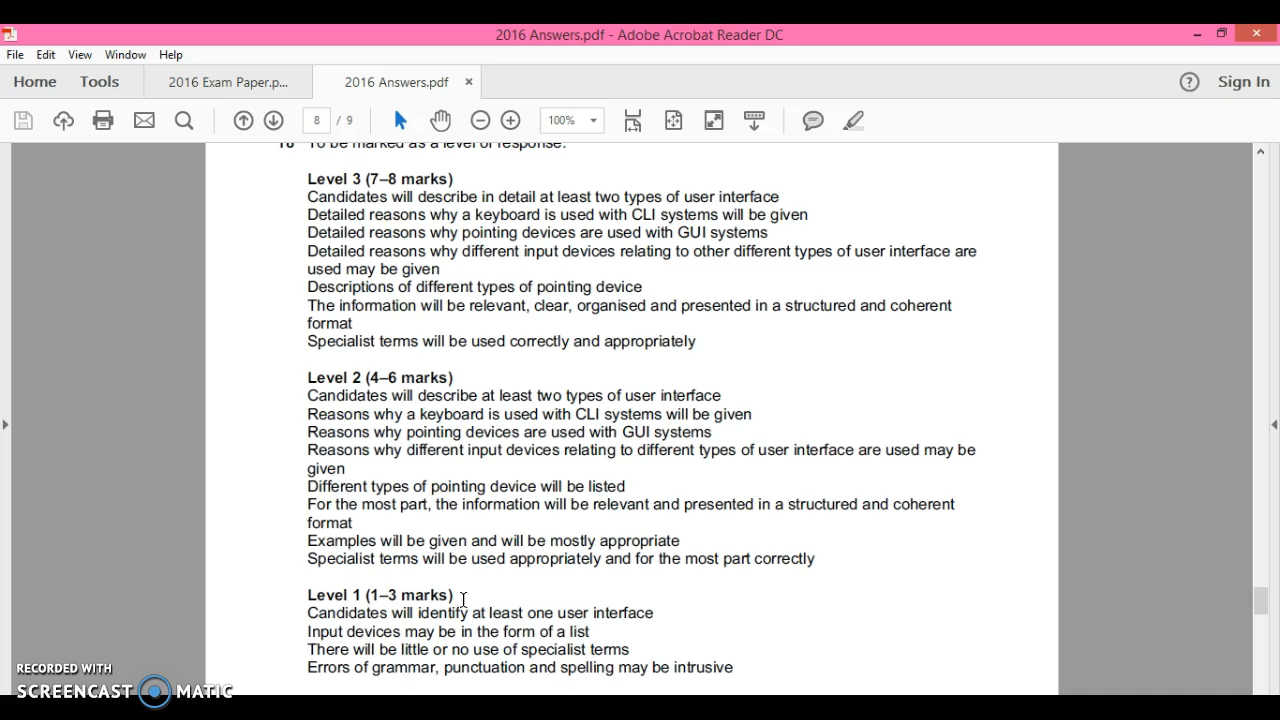 2016 Answers.pdf - Adobe Acrobat Reader DC
File Edit View Window Help
Home Tools 2016 Exam Paper.p... 2016 Answers.pdf × Sign In
8 / 9 100%
18 To be marked as a level of response:
Level 3 (7–8 marks)
Candidates will describe in detail at least two types of user interface
Detailed reasons why a keyboard is used with CLI systems will be given
Detailed reasons why pointing devices are used with GUI systems
Detailed reasons why different input devices relating to other different types of user interface are
used may be given
Descriptions of different types of pointing device
The information will be relevant, clear, organised and presented in a structured and coherent
format
Specialist terms will be used correctly and appropriately
Level 2 (4–6 marks)
Candidates will describe at least two types of user interface
Reasons why a keyboard is used with CLI systems will be given
Reasons why pointing devices are used with GUI systems
Reasons why different input devices relating to different types of user interface are used may be
given
Different types of pointing device will be listed
For the most part, the information will be relevant and presented in a structured and coherent
format
Examples will be given and will be mostly appropriate
Specialist terms will be used appropriately and for the most part correctly
Level 1 (1–3 marks)
Candidates will identify at least one user interface
Input devices may be in the form of a list
There will be little or no use of specialist terms
Errors of grammar, punctuation and spelling may be intrusive
RECORDED WITH
SCREENCAST MATIC